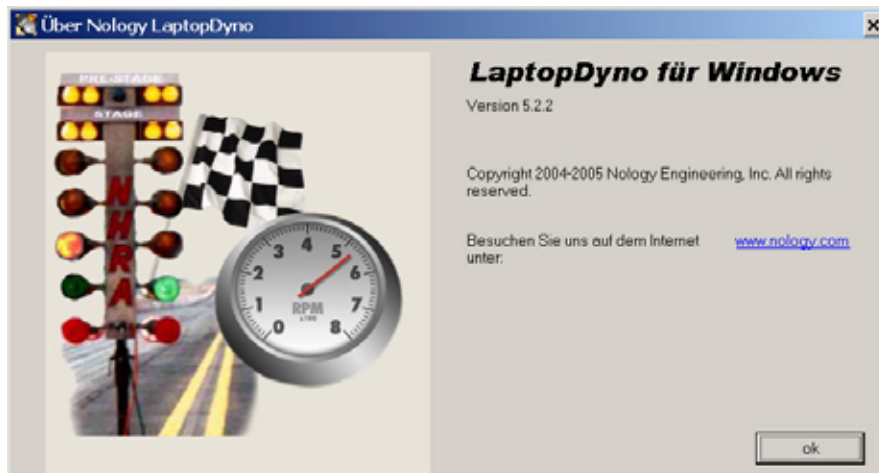 Über Nology LaptopDyno
LaptopDyno für Windows
Version 5.2.2
Copyright 2004-2005 Nology Engineering, Inc. All rights
reserved.
Besuchen Sie uns auf dem Internet www.nology.com
unter:
PRE-STAGE
STAGE
NHRA
0 1 2 3 4 5 6 7 8
RPM
ok